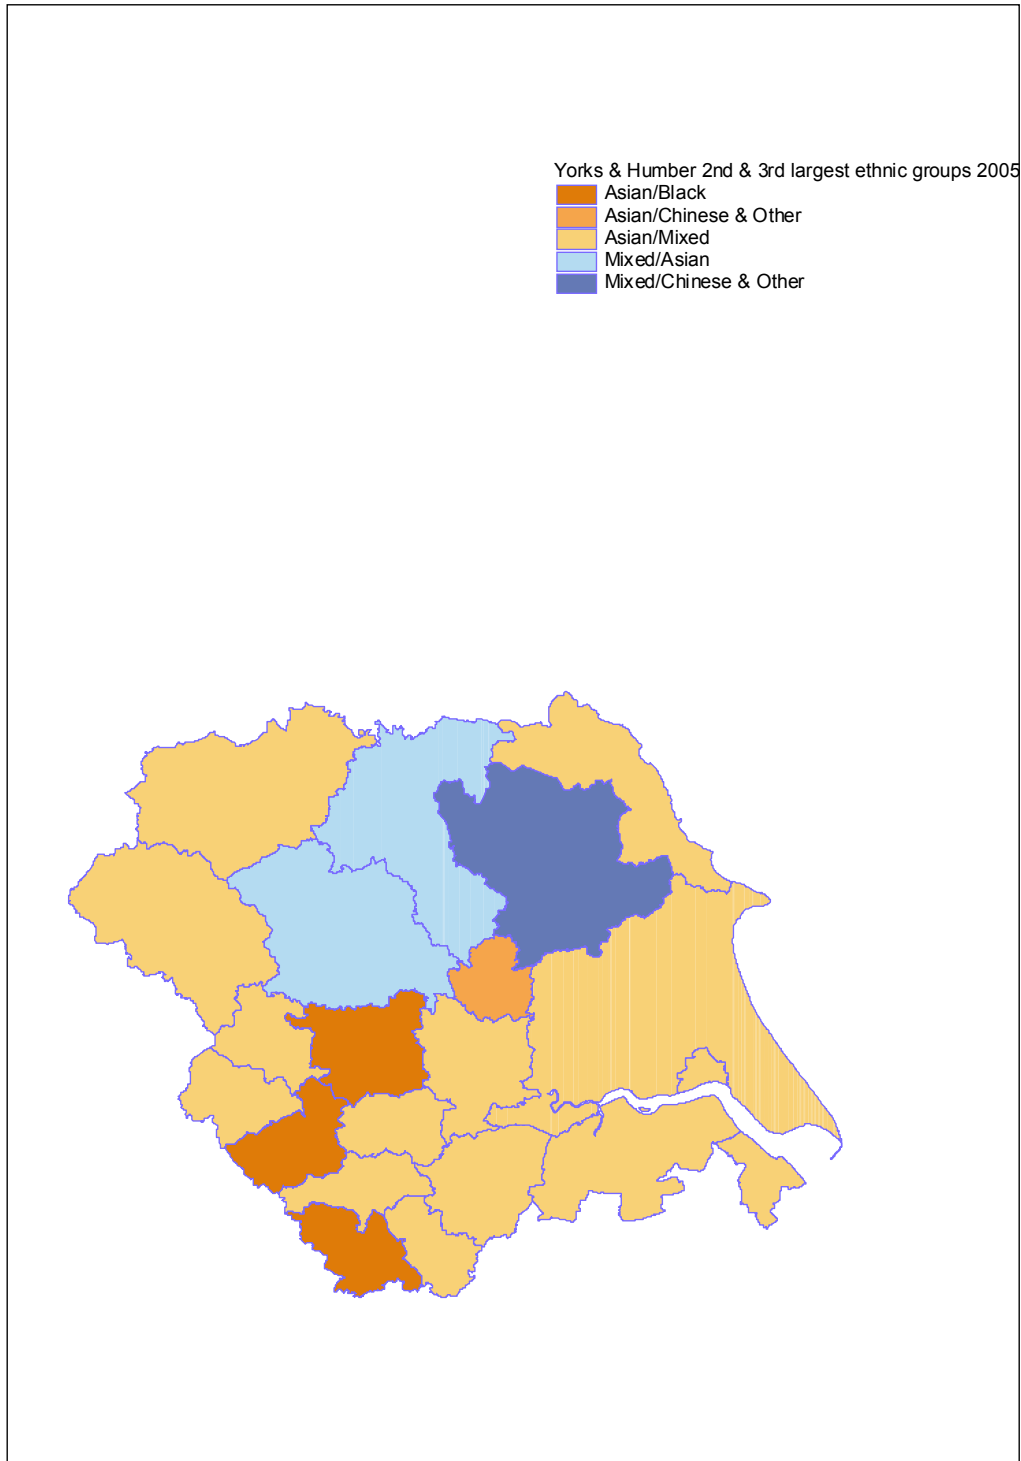 Yorks & Humber 2nd & 3rd largest ethnic groups 2005
Asian/Black
Asian/Chinese & Other
Asian/Mixed
Mixed/Asian
Mixed/Chinese & Other